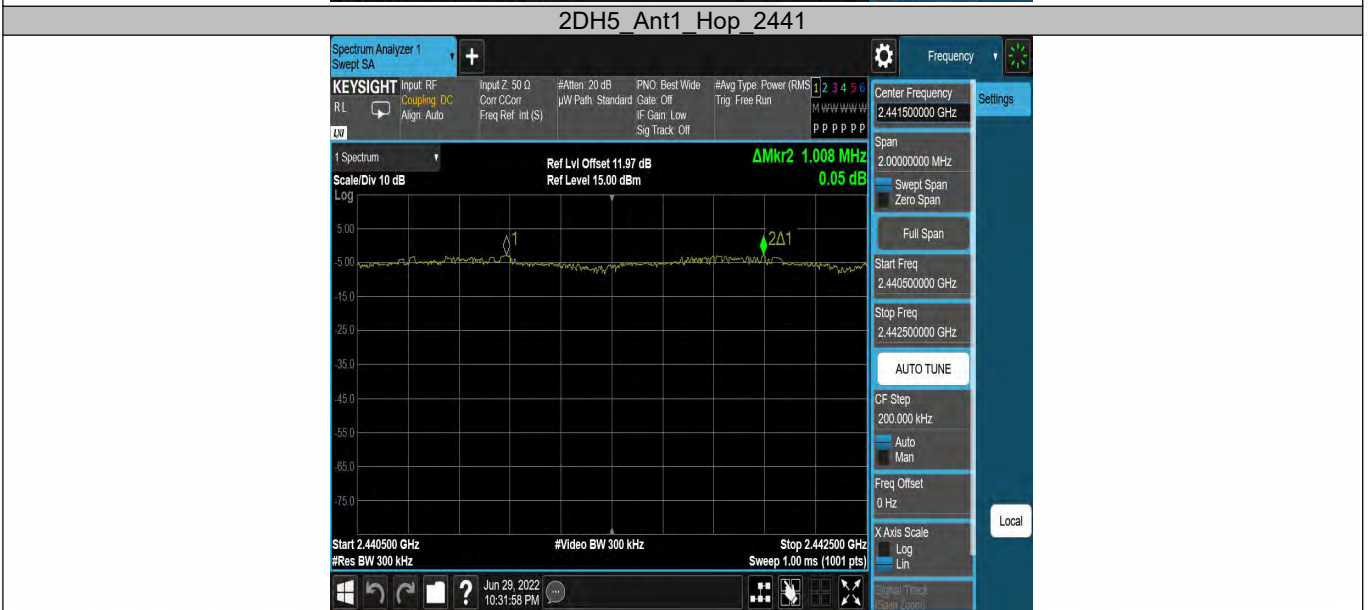 2DH5_Ant1_Hop_2441
Spectrum Analyzer 1
Swept SA
+
Frequency
KEYSIGHT
RL
LXI
Input: RF
Coupling: DC
Align: Auto
Input Z: 50 Ω
Corr CCorr
Freq Ref: Int (S)
#Atten: 20 dB
µW Path: Standard
PNO: Best Wide
Gate: Off
IF Gain: Low
Sig Track: Off
#Avg Type: Power (RMS
Trig: Free Run
1 2 3 4 5 6
M W W W W W
P P P P P P
Center Frequency
2.441500000 GHz
Settings
Span
2.00000000 MHz
Swept Span
Zero Span
Full Span
Start Freq
2.440500000 GHz
Stop Freq
2.442500000 GHz
AUTO TUNE
CF Step
200.000 kHz
Auto
Man
Freq Offset
0 Hz
X Axis Scale
Log
Lin
Signal Track
(Span Zoom)
Local
1 Spectrum
Scale/Div 10 dB
Ref Lvl Offset 11.97 dB
Ref Level 15.00 dBm
ΔMkr2 1.008 MHz
0.05 dB
Log
5.00
-5.00
-15.0
-25.0
-35.0
-45.0
-55.0
-65.0
-75.0
1
2Δ1
Start 2.440500 GHz
#Res BW 300 kHz
#Video BW 300 kHz
Stop 2.442500 GHz
Sweep 1.00 ms (1001 pts)
?
Jun 29, 2022
10:31:58 PM